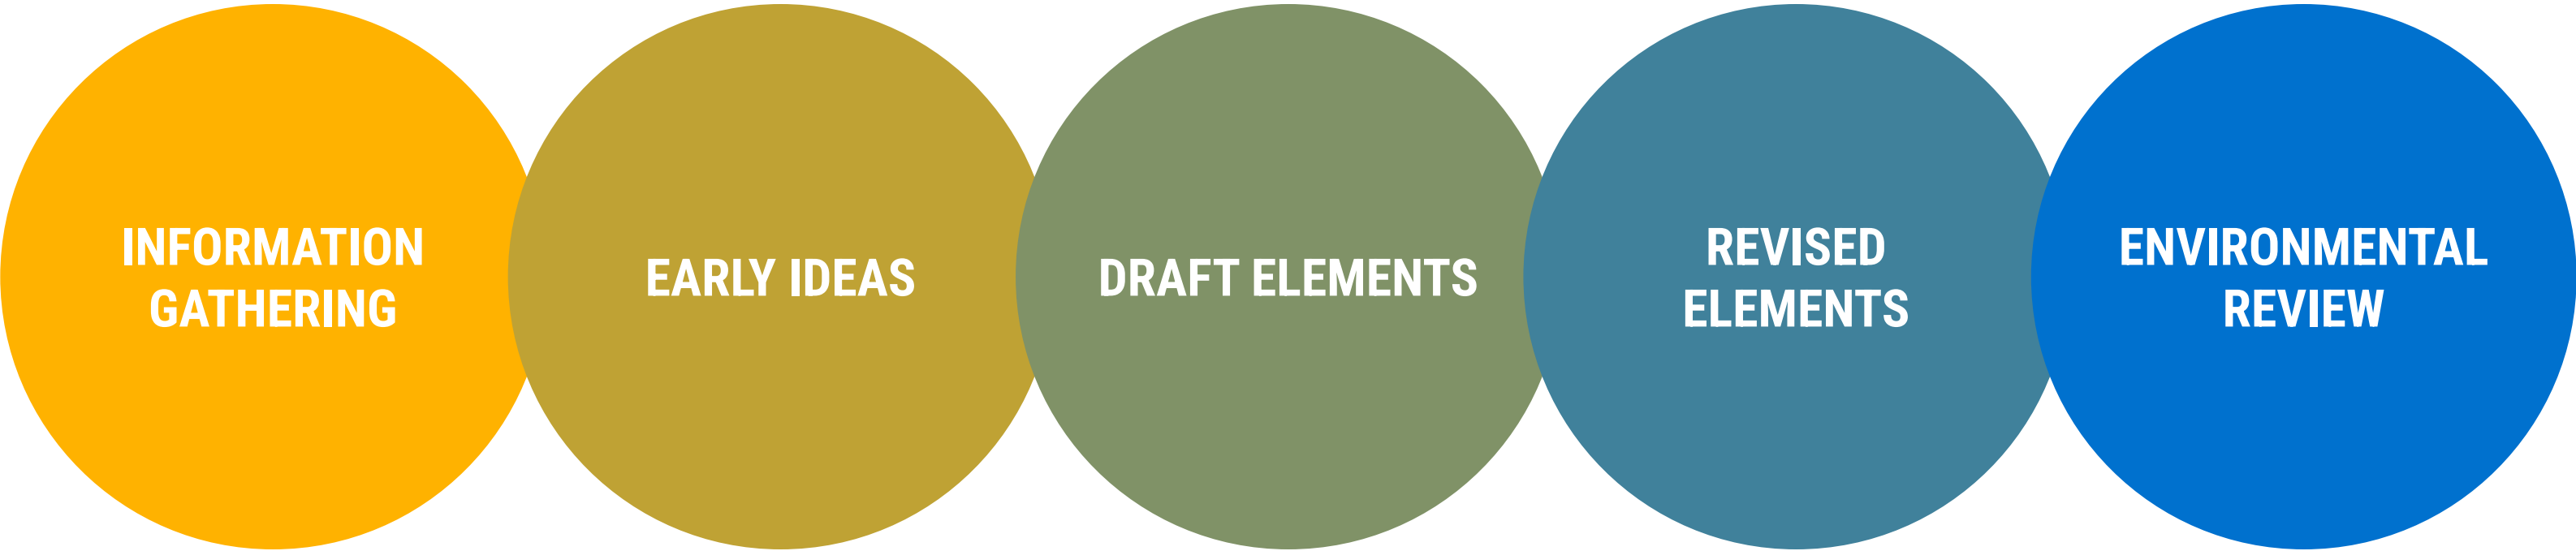 INFORMATION
GATHERING
EARLY IDEAS
DRAFT ELEMENTS
REVISED
ELEMENTS
ENVIRONMENTAL
REVIEW